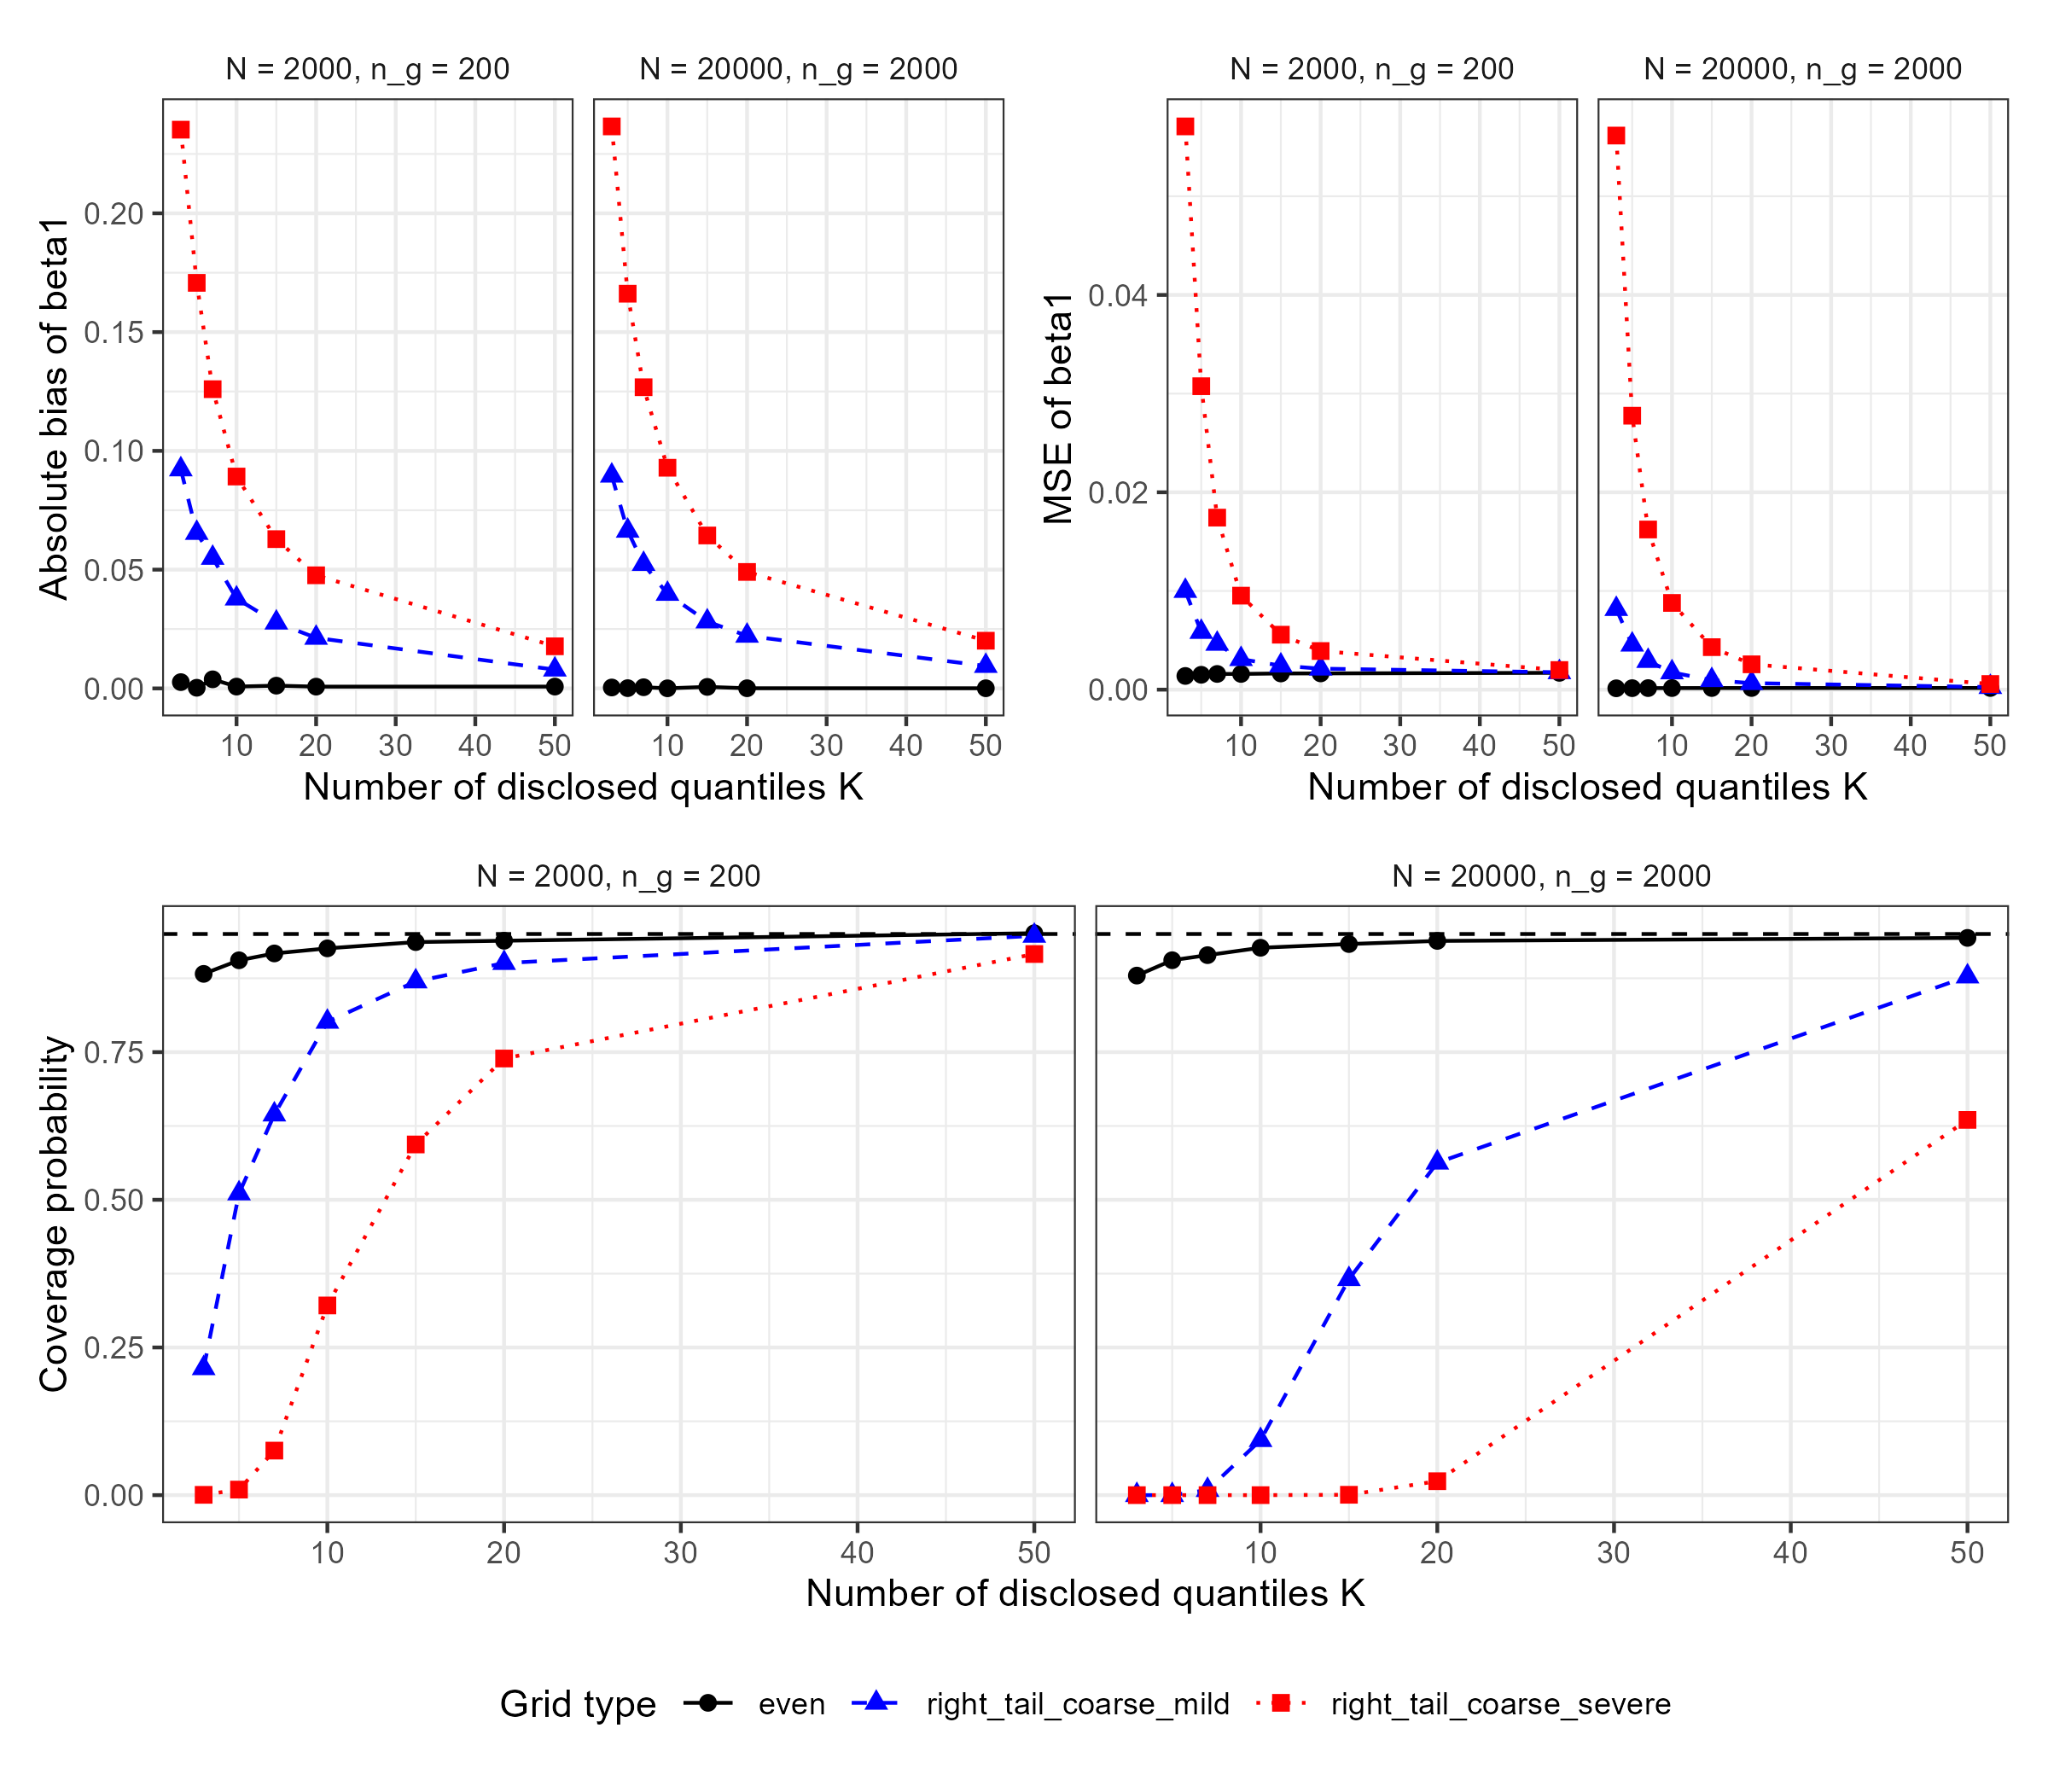 N = 2000, n_g = 200
N = 20000, n_g = 2000
Absolute bias of beta1
0.20
0.15
0.10
0.05
0.00
10 20 30 40 50
10 20 30 40 50
Number of disclosed quantiles K
N = 2000, n_g = 200
N = 20000, n_g = 2000
MSE of beta1
0.04
0.02
0.00
10 20 30 40 50
10 20 30 40 50
Number of disclosed quantiles K
N = 2000, n_g = 200
N = 20000, n_g = 2000
Coverage probability
0.75
0.50
0.25
0.00
10 20 30 40 50
10 20 30 40 50
Number of disclosed quantiles K
Grid type even right_tail_coarse_mild right_tail_coarse_severe